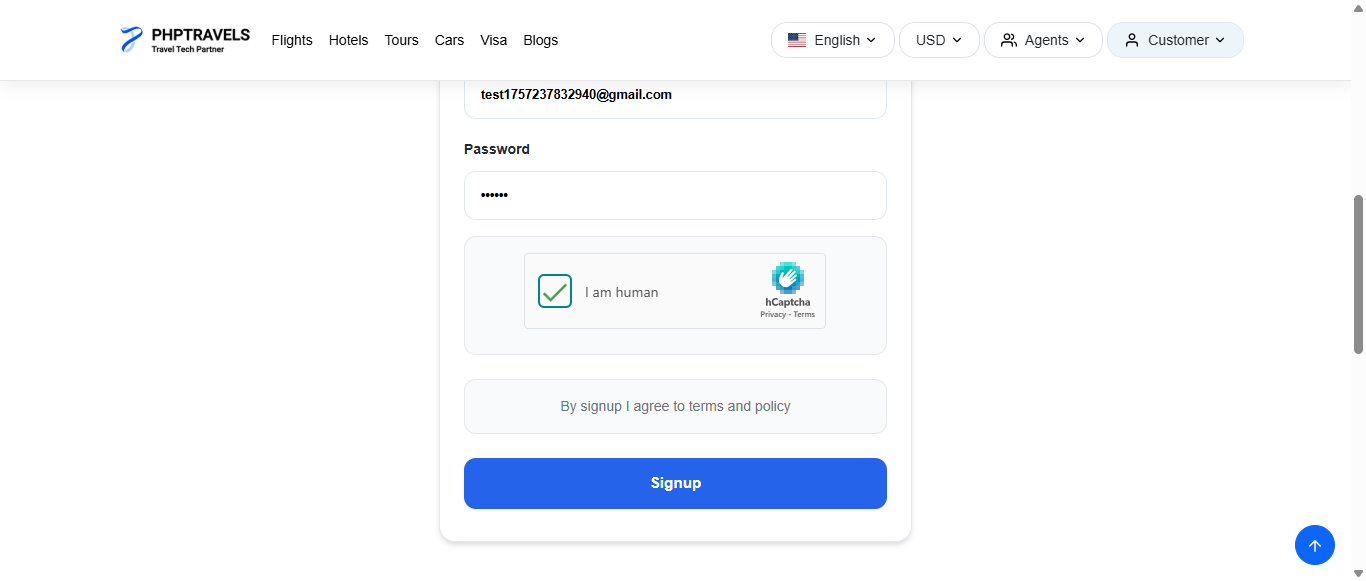 PHPTRAVELS
Travel Tech Partner
Flights Hotels Tours Cars Visa Blogs English USD Agents Customer
test1757237832940@gmail.com
Password
••••••
I am human
hCaptcha
Privacy - Terms
By signup I agree to terms and policy
Signup